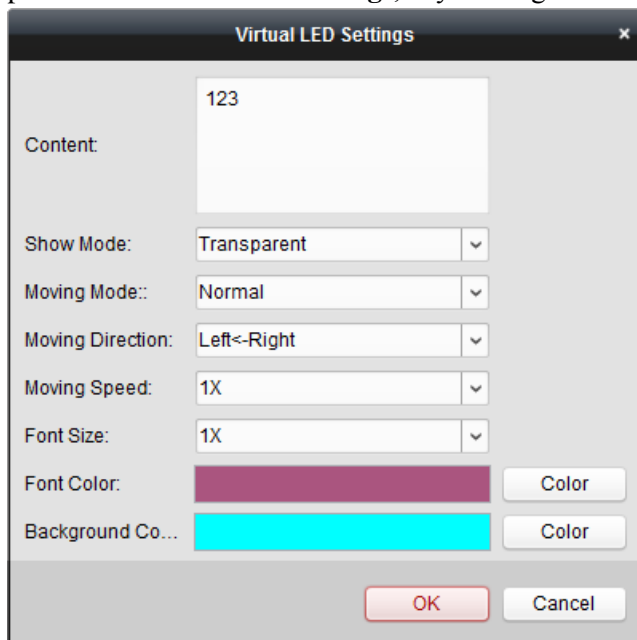 Virtual LED Settings ×
Content: 123
Show Mode: Transparent
Moving Mode:: Normal
Moving Direction: Left<-Right
Moving Speed: 1X
Font Size: 1X
Font Color: Color
Background Co... Color
OK Cancel